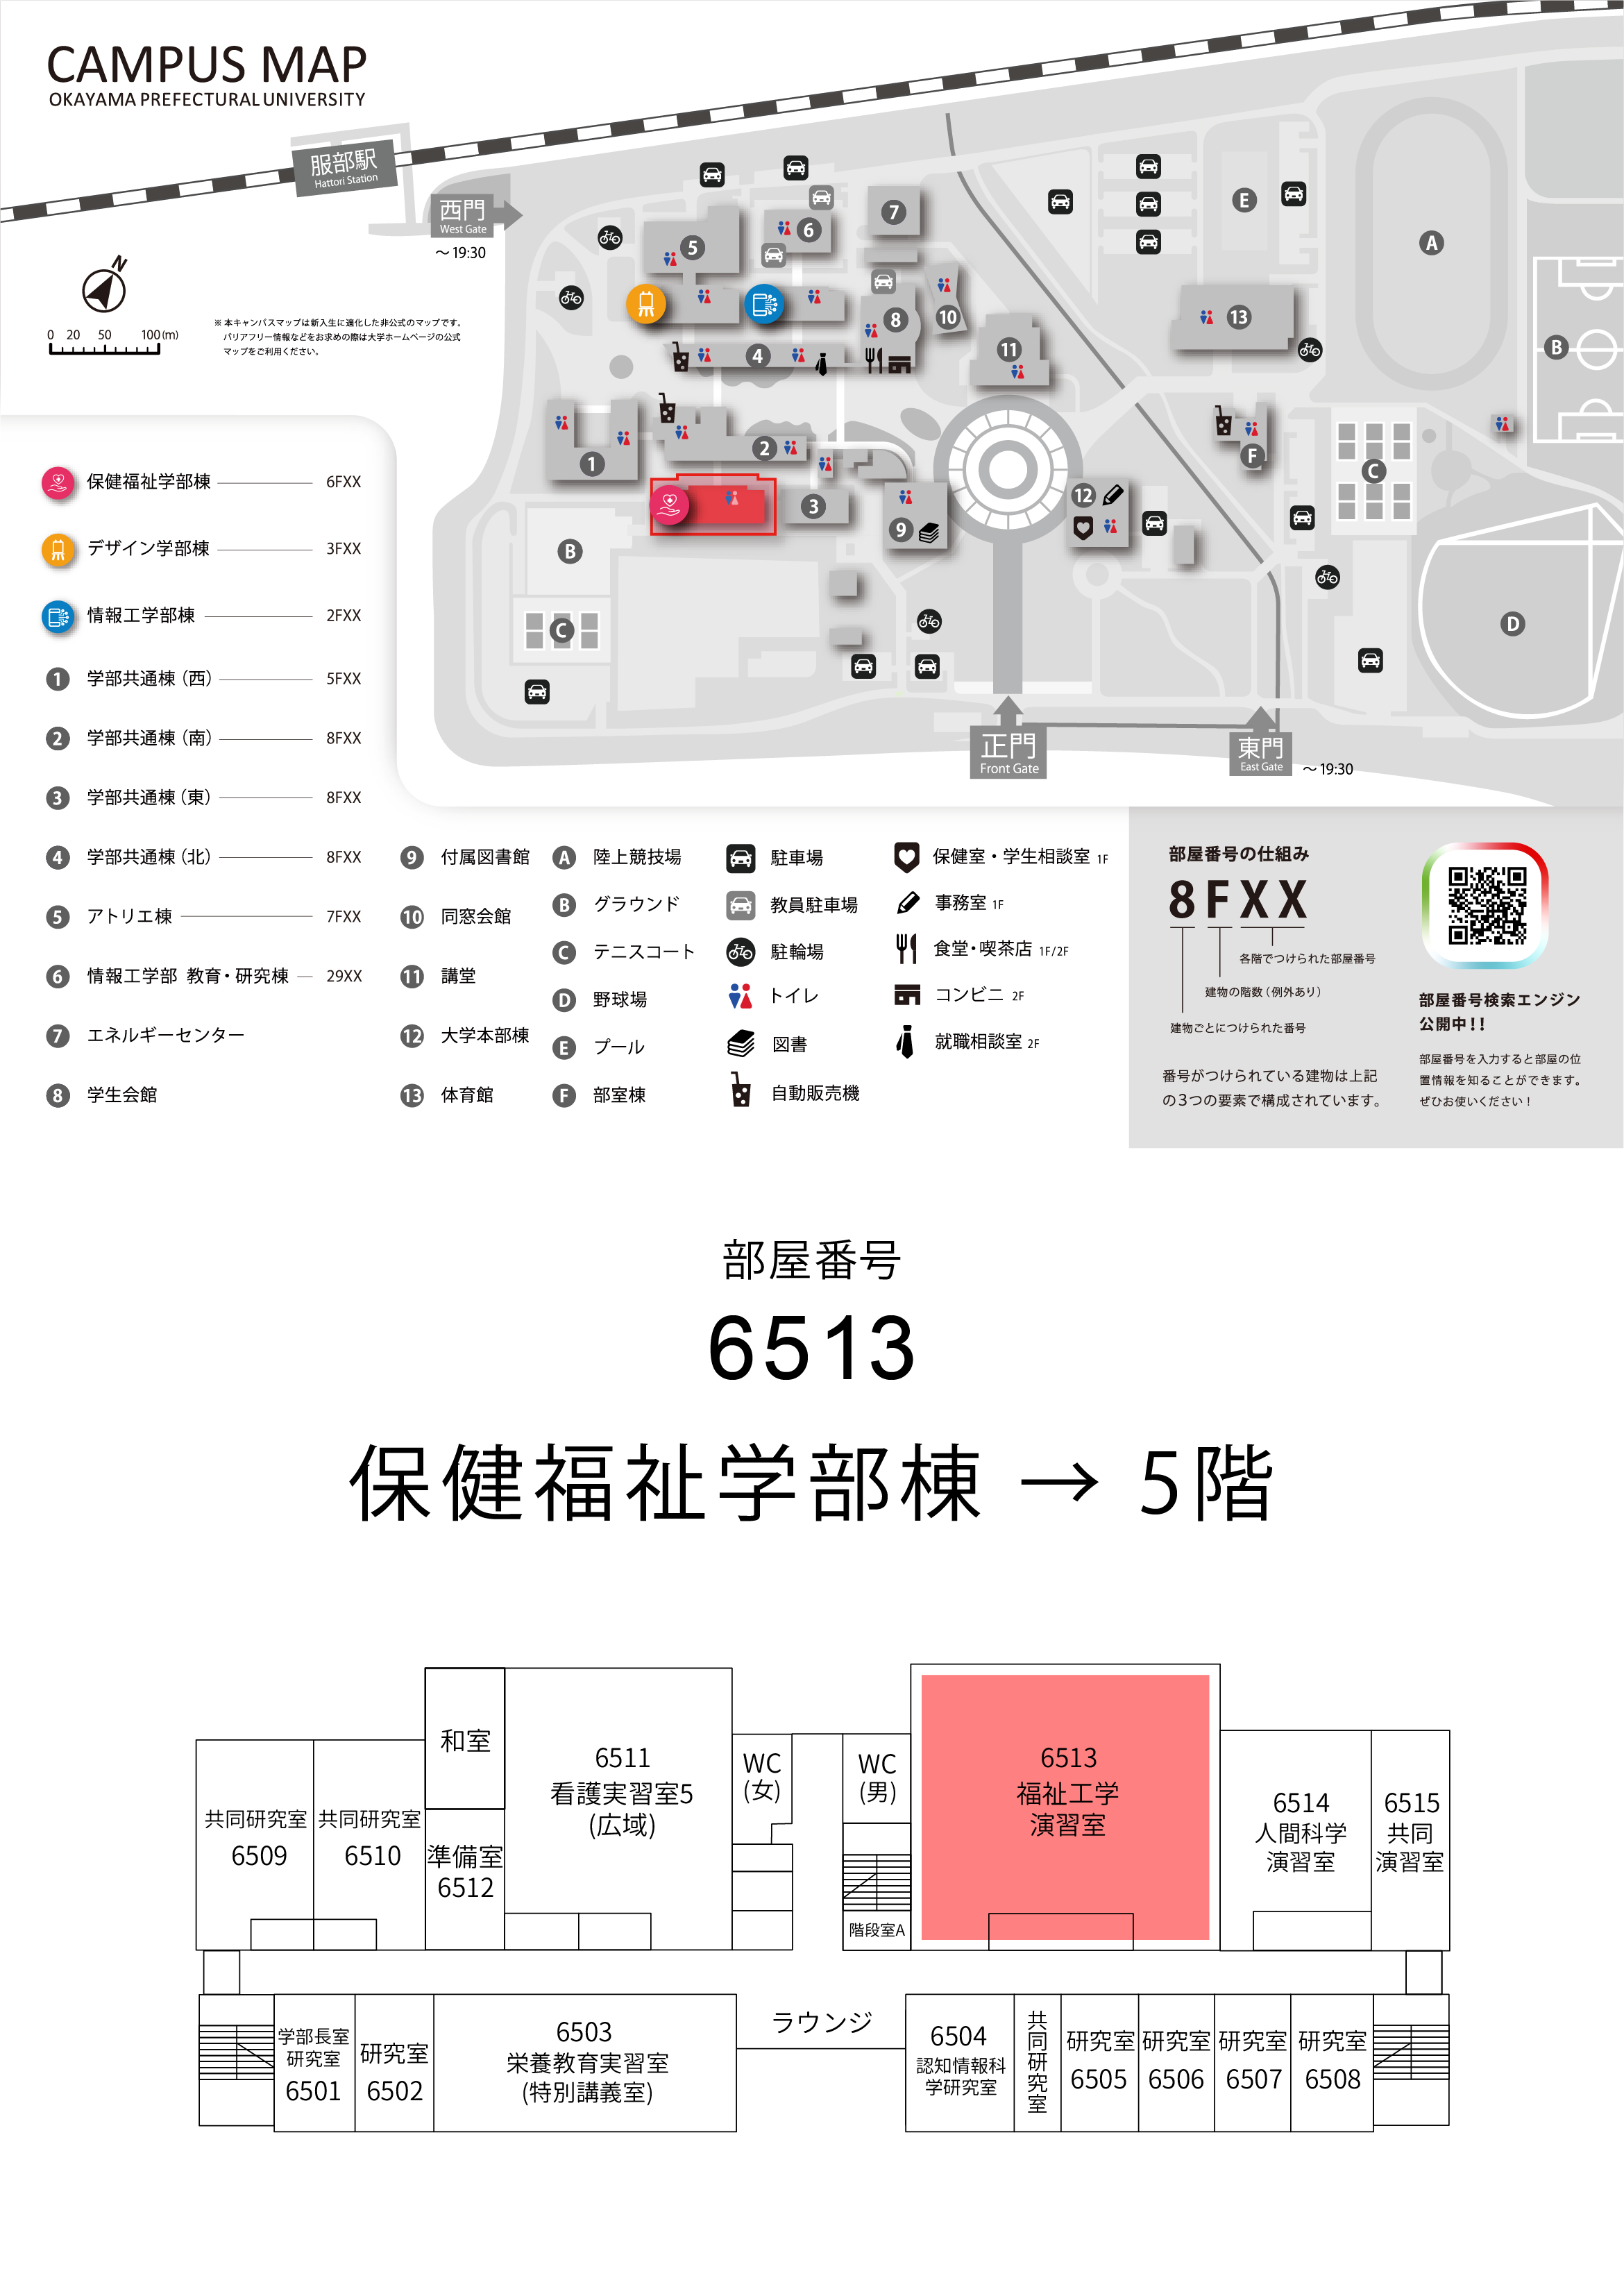 CAMPUS MAP
OKAYAMA PREFECTURAL UNIVERSITY
服部駅
Hattori Station
西門
West Gate
～19:30
N
0 20 50 100(m)
※ 本キャンパスマップは新入生に適化した非公式のマップです。
バリアフリー情報などをお求めの際は大学ホームページの公式
マップをご利用ください。
7
6
5
E
A
8
10
13
4
11
B
1
2
F
C
3
9
12
B
C
D
正門
Front Gate
東門
East Gate
～19:30
保健福祉学部棟 6FXX
デザイン学部棟 3FXX
情報工学部棟 2FXX
1 学部共通棟（西） 5FXX
2 学部共通棟（南） 8FXX
3 学部共通棟（東） 8FXX
4 学部共通棟（北） 8FXX
5 アトリエ棟 7FXX
6 情報工学部 教育・研究棟 29XX
7 エネルギーセンター
8 学生会館
9 付属図書館
10 同窓会館
11 講堂
12 大学本部棟
13 体育館
A 陸上競技場
B グラウンド
C テニスコート
D 野球場
E プール
F 部室棟
駐車場
教員駐車場
駐輪場
トイレ
図書
自動販売機
保健室・学生相談室 1F
事務室 1F
食堂・喫茶店 1F/2F
コンビニ 2F
就職相談室 2F
部屋番号の仕組み
8FXX
各階でつけられた部屋番号
建物の階数（例外あり）
建物ごとにつけられた番号
番号がつけられている建物は上記
の3つの要素で構成されています。
部屋番号検索エンジン
公開中！！
部屋番号を入力すると部屋の位
置情報を知ることができます。
ぜひお使いください！
部屋番号
6513
保健福祉学部棟 → 5階
共同研究室
6509
共同研究室
6510
和室
準備室
6512
6511
看護実習室5
(広域)
WC
(女)
WC
(男)
階段室A
6513
福祉工学
演習室
6514
人間科学
演習室
6515
共同
演習室
学部長室
研究室
6501
研究室
6502
6503
栄養教育実習室
(特別講義室)
ラウンジ
6504
認知情報科
学研究室
共同研究室
研究室
6505
研究室
6506
研究室
6507
研究室
6508